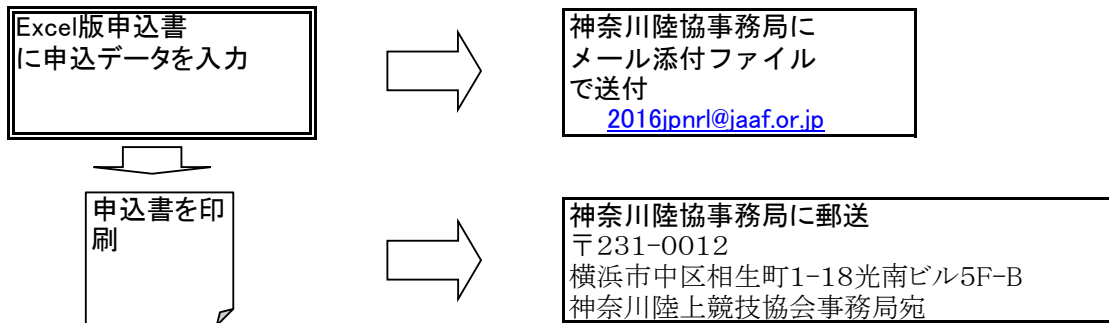 Excel版申込書
に申込データを入力
神奈川陸協事務局に
メール添付ファイル
で送付
2016jpnrl@jaaf.or.jp
申込書を印
刷
神奈川陸協事務局に郵送
〒231-0012
横浜市中区相生町1-18光南ビル5F-B
神奈川陸上競技協会事務局宛